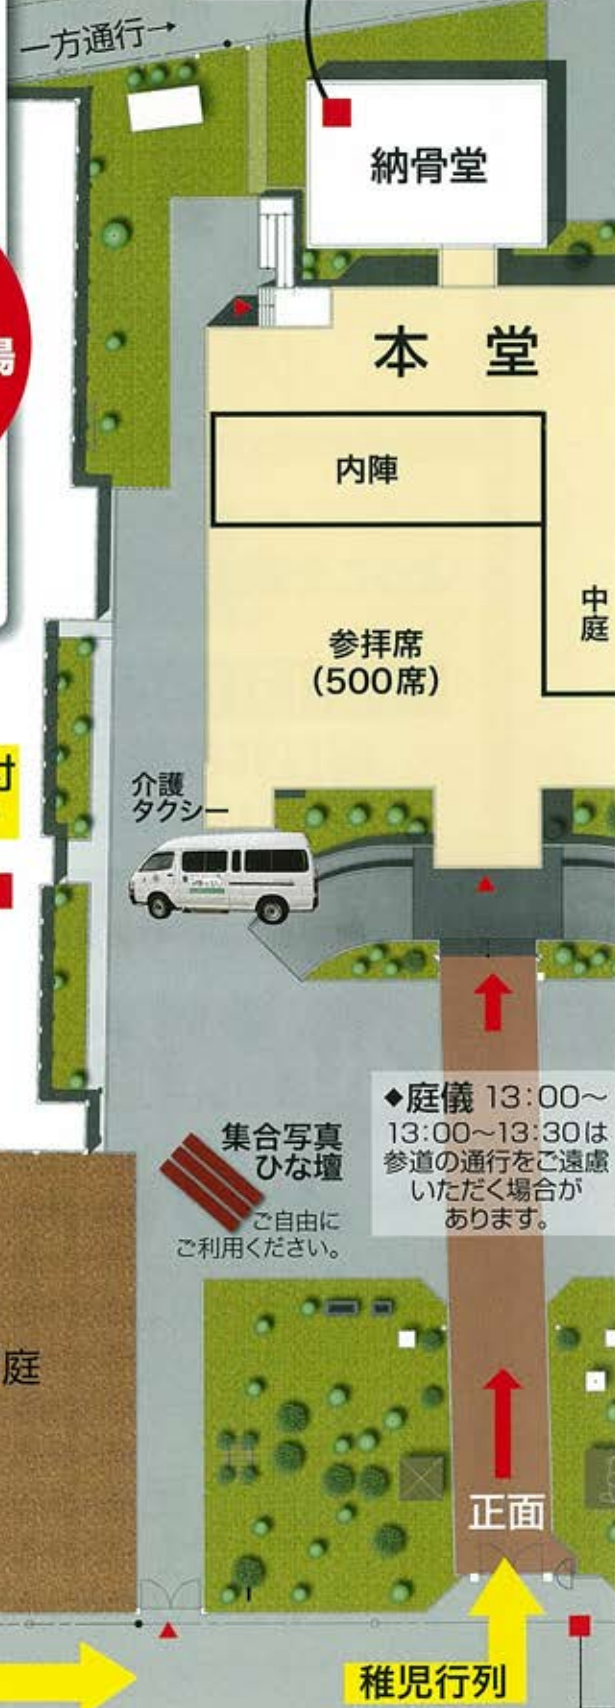 一方通行→
納骨堂
場
本堂
内陣
中庭
参拝席
(500席)
付
介護
タクシー
◆庭儀 13:00〜
13:00〜13:30は
参道の通行をご遠慮
いただく場合が
あります。
集合写真
ひな壇
ご自由に
ご利用ください。
庭
正面
稚児行列